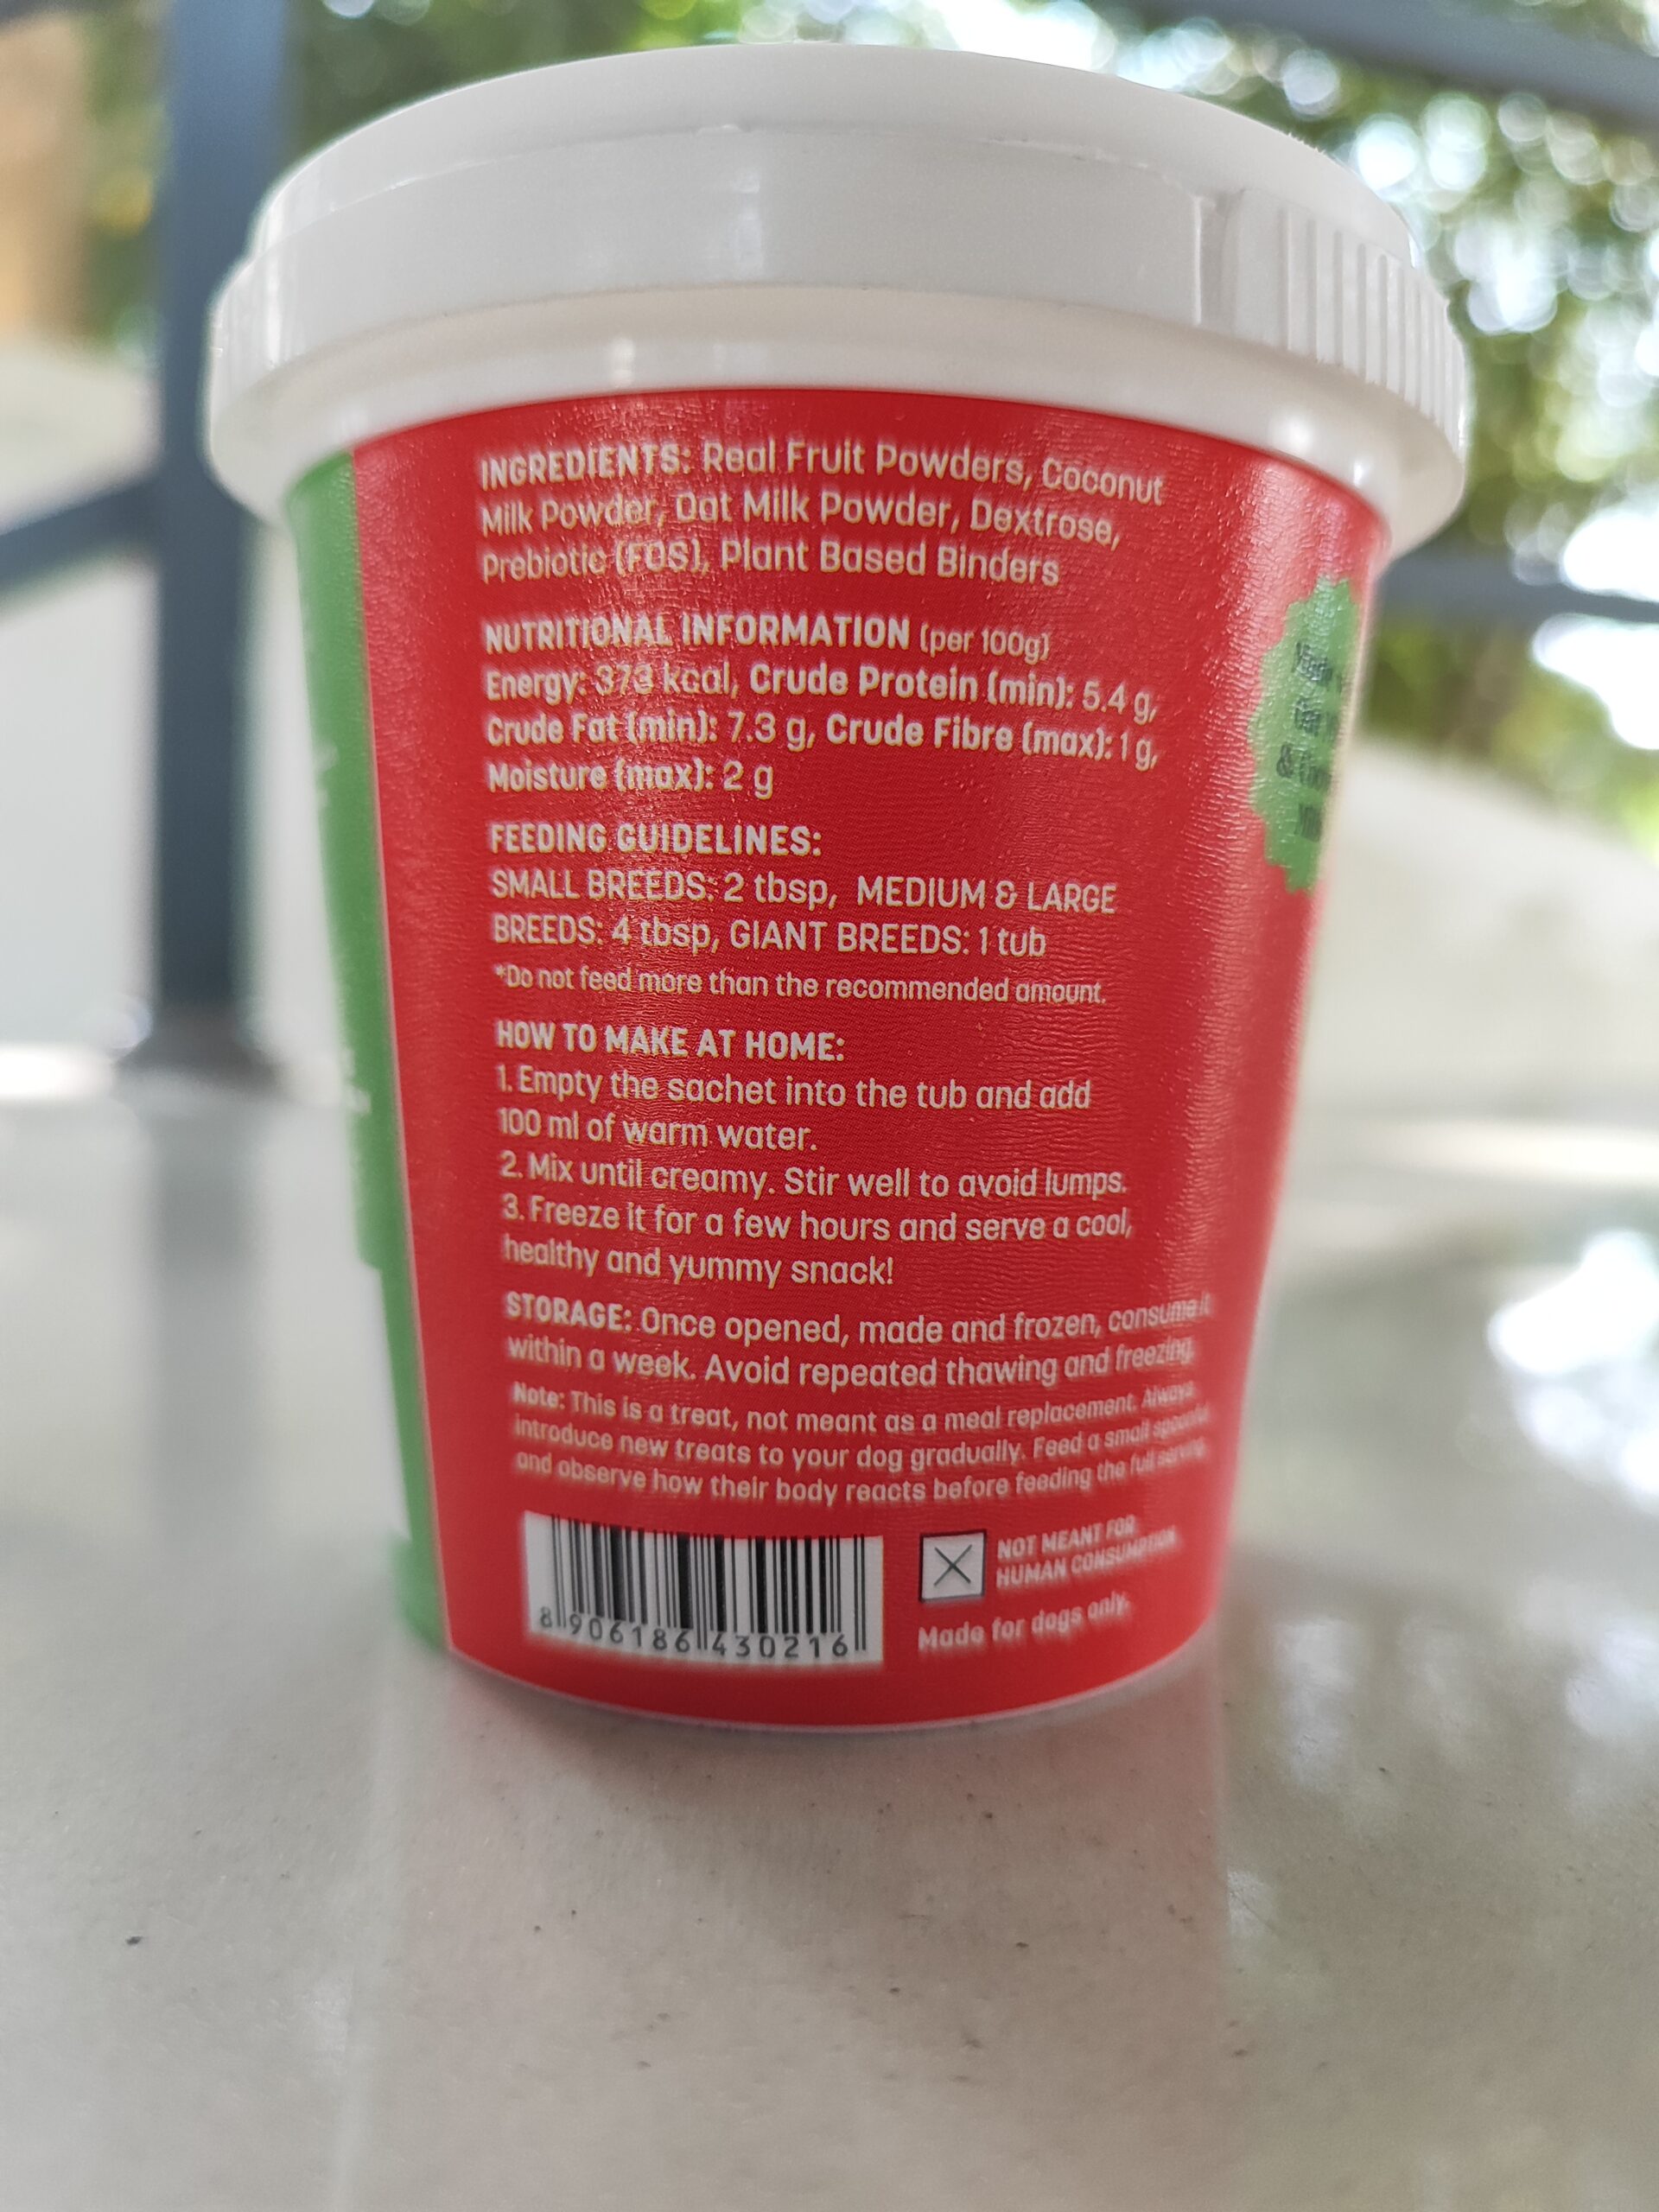 INGREDIENTS: Real Fruit Powders, Coconut
Milk Powder, Oat Milk Powder, Dextrose,
Prebiotic (FOS), Plant Based Binders
NUTRITIONAL INFORMATION (per 100g)
Energy: 373 kcal, Crude Protein (min): 5.4 g,
Crude Fat (min): 7.3 g, Crude Fibre (max): 1 g,
Moisture (max): 2 g
FEEDING GUIDELINES:
SMALL BREEDS: 2 tbsp, MEDIUM & LARGE
BREEDS: 4 tbsp, GIANT BREEDS: 1 tub
*Do not feed more than the recommended amount.
HOW TO MAKE AT HOME:
1. Empty the sachet into the tub and add
100 ml of warm water.
2. Mix until creamy. Stir well to avoid lumps.
3. Freeze it for a few hours and serve a cool,
healthy and yummy snack!
STORAGE: Once opened, made and frozen, consume it
within a week. Avoid repeated thawing and freezing.
Note: This is a treat, not meant as a meal replacement. Always
introduce new treats to your dog gradually. Feed a small spoonful
and observe how their body reacts before feeding the full serving.
NOT MEANT FOR
HUMAN CONSUMPTION.
Made for dogs only.
8 906186 430216